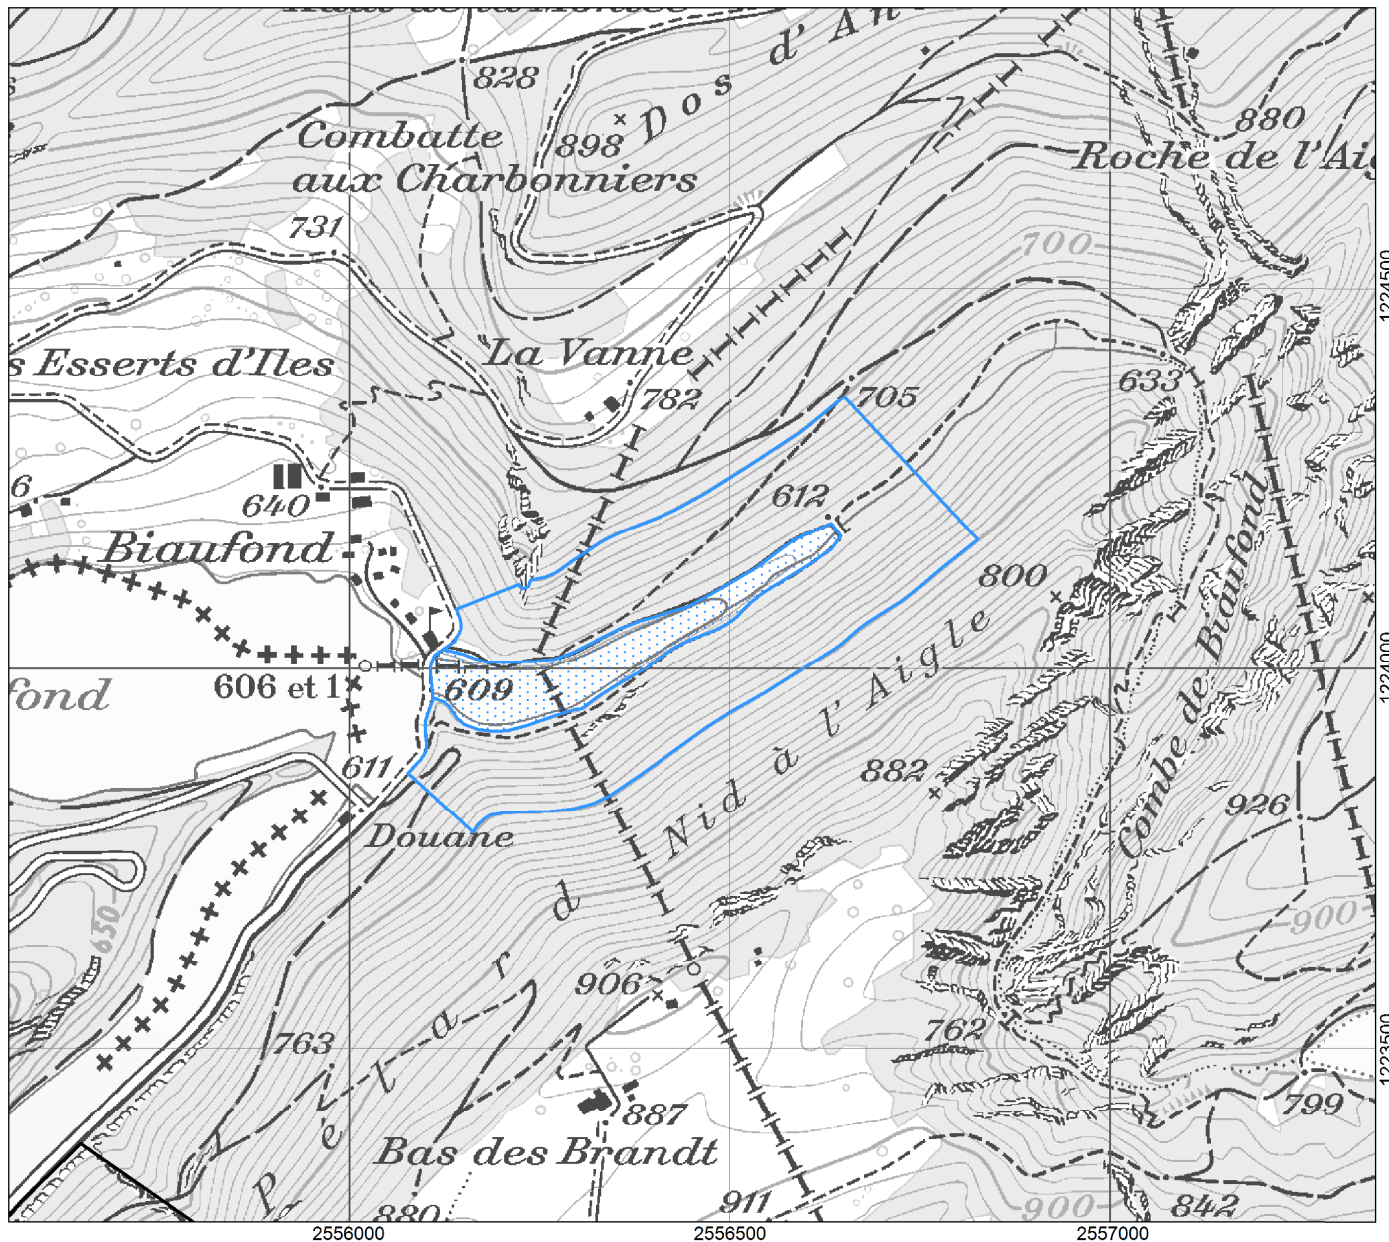 828
Dos d'An
Combatte
898
880
aux Charbonniers
Roche de l'Aig
731
700
1224500
La Vanne
s Esserts d'Iles
633
782
705
6
640
612
Biaufond
800
606 et 1
609
1224000
fond
Nid à l'Aigle
Combe de Biaufond
611
882
926
Douane
650
900
Pétard
906
763
762
1223500
887
799
Bas des Brandt
880
911
900
842
2556000
2556500
2557000